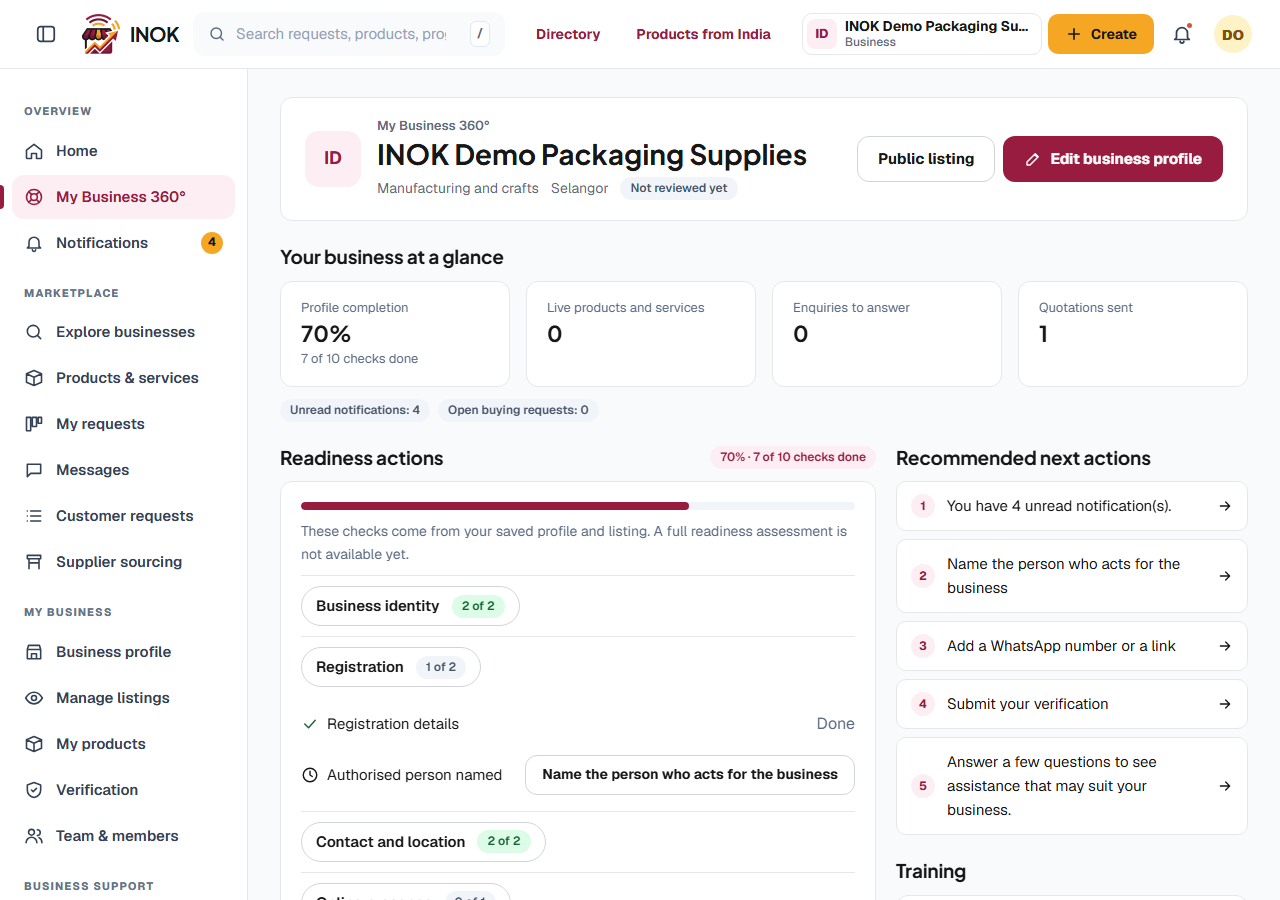 INOK
Search requests, products, pro
/
Directory
Products from India
ID
INOK Demo Packaging Su...
Business
Create
DO
OVERVIEW
Home
My Business 360°
Notifications
4
MARKETPLACE
Explore businesses
Products & services
My requests
Messages
Customer requests
Supplier sourcing
MY BUSINESS
Business profile
Manage listings
My products
Verification
Team & members
BUSINESS SUPPORT
ID
My Business 360°
INOK Demo Packaging Supplies
Manufacturing and crafts Selangor Not reviewed yet
Public listing
Edit business profile
Your business at a glance
Profile completion
70%
7 of 10 checks done
Live products and services
0
Enquiries to answer
0
Quotations sent
1
Unread notifications: 4
Open buying requests: 0
Readiness actions
70% · 7 of 10 checks done
These checks come from your saved profile and listing. A full readiness assessment is
not available yet.
Business identity 2 of 2
Registration 1 of 2
Registration details Done
Authorised person named Name the person who acts for the business
Contact and location 2 of 2
Recommended next actions
1 You have 4 unread notification(s).
2 Name the person who acts for the
business
3 Add a WhatsApp number or a link
4 Submit your verification
5 Answer a few questions to see
assistance that may suit your
business.
Training